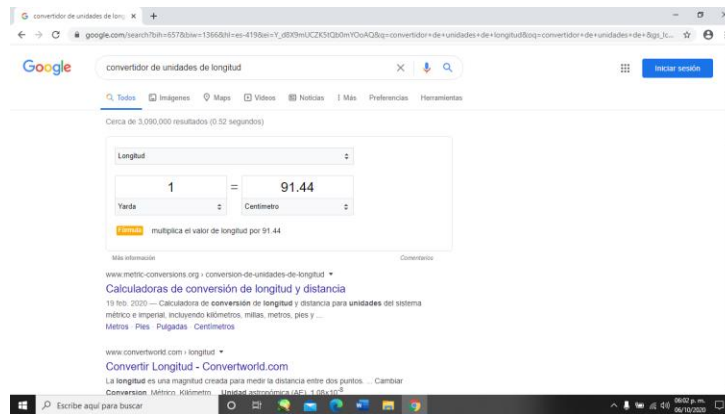 convertidor de unidades de long
google.com/search?bih=657&biw=1366&hl=es-419&ei=Y_d8X9mUCZK5tQb0mYOoAQ&q=convertidor+de+unidades+de+longitud&oq=convertidor+de+unidades+de+&gs_lc...
Google
convertidor de unidades de longitud
Iniciar sesión
Todos Imágenes Maps Videos Noticias Más Preferencias Herramientas
Cerca de 3,090,000 resultados (0.52 segundos)
Longitud
1 = 91.44
Yarda Centímetro
Fórmula multiplica el valor de longitud por 91.44
Más información Comentarios
www.metric-conversions.org › conversion-de-unidades-de-longitud
Calculadoras de conversión de longitud y distancia
19 feb. 2020 — Calculadora de conversión de longitud y distancia para unidades del sistema
métrico e imperial, incluyendo kilómetros, millas, metros, pies y ...
Metros · Pies · Pulgadas · Centímetros
www.convertworld.com › longitud
Convertir Longitud - Convertworld.com
La longitud es una magnitud creada para medir la distancia entre dos puntos. ... Cambiar
Conversion. Métrico. Kilómetro ... Unidad astronómica (AE), 1.08×10⁻⁸
Escribe aquí para buscar
06:02 p. m.
06/10/2020